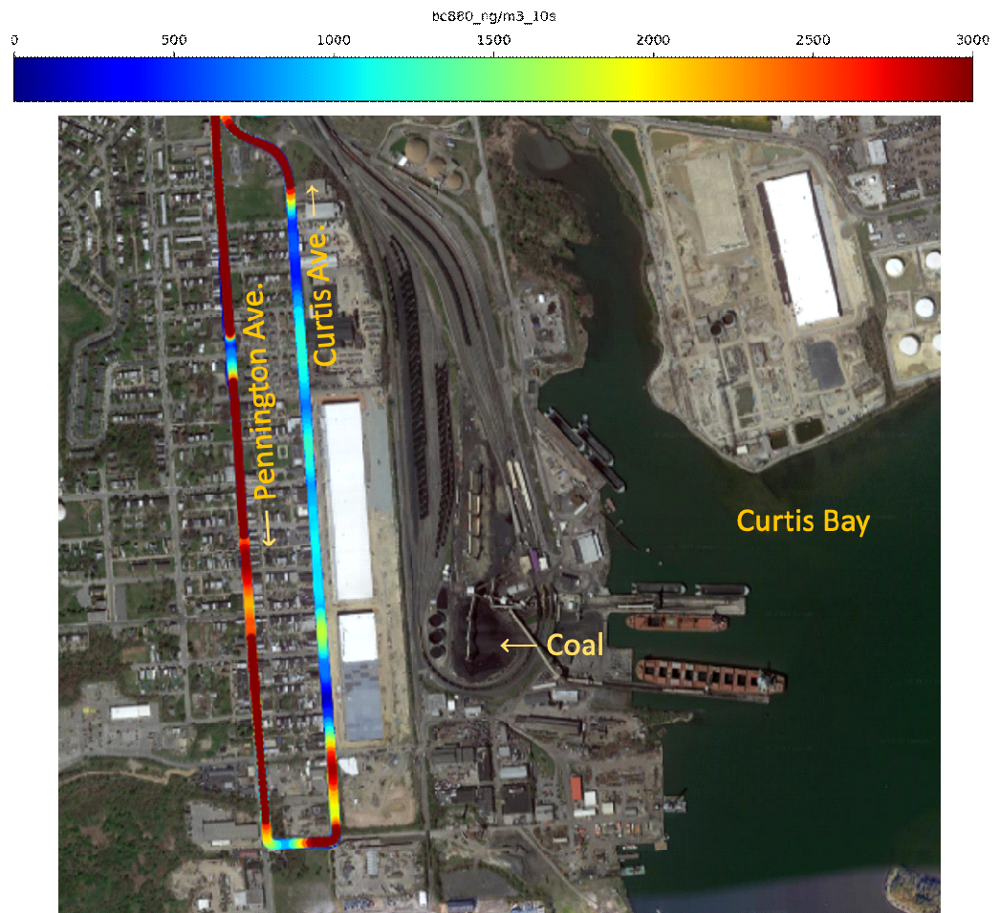 bc880_ng/m3_10s
0 500 1000 1500 2000 2500 3000
Curtis Ave. →
← Pennington Ave.
Curtis Bay
← Coal